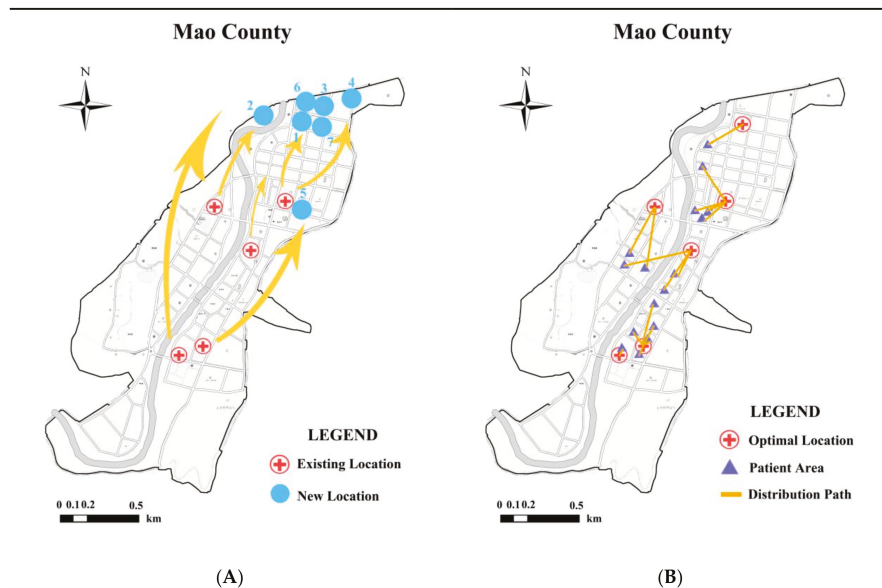 Mao County
N
2
6
3
4
1
7
5
LEGEND
Existing Location
New Location
0 0.1 0.2 0.5
km
(A)
Mao County
N
LEGEND
Optimal Location
Patient Area
Distribution Path
0 0.1 0.2 0.5
km
(B)